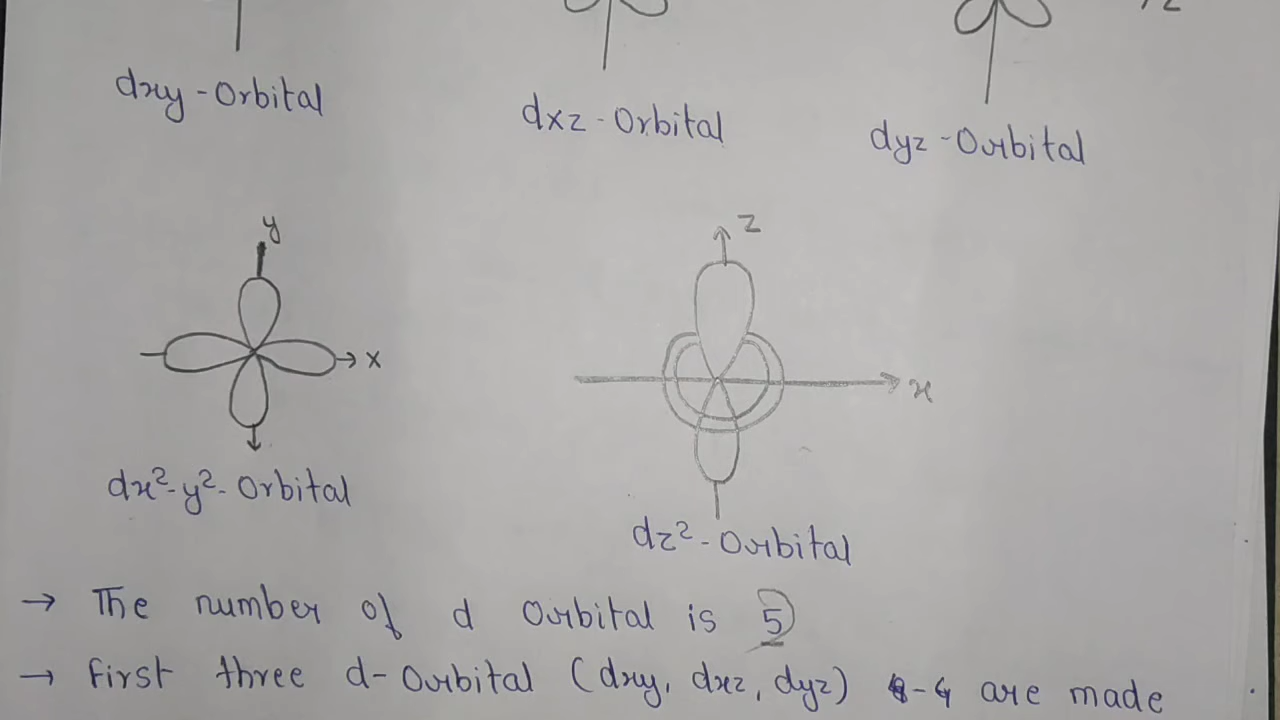 dxy - Orbital
dxz - Orbital
dyz - Orbital
y
x
dx²-y² - Orbital
z
x
dz² - Orbital
→ The number of d Orbital is 5
→ First three d-Orbital (dxy, dxz, dyz) - 4 are made